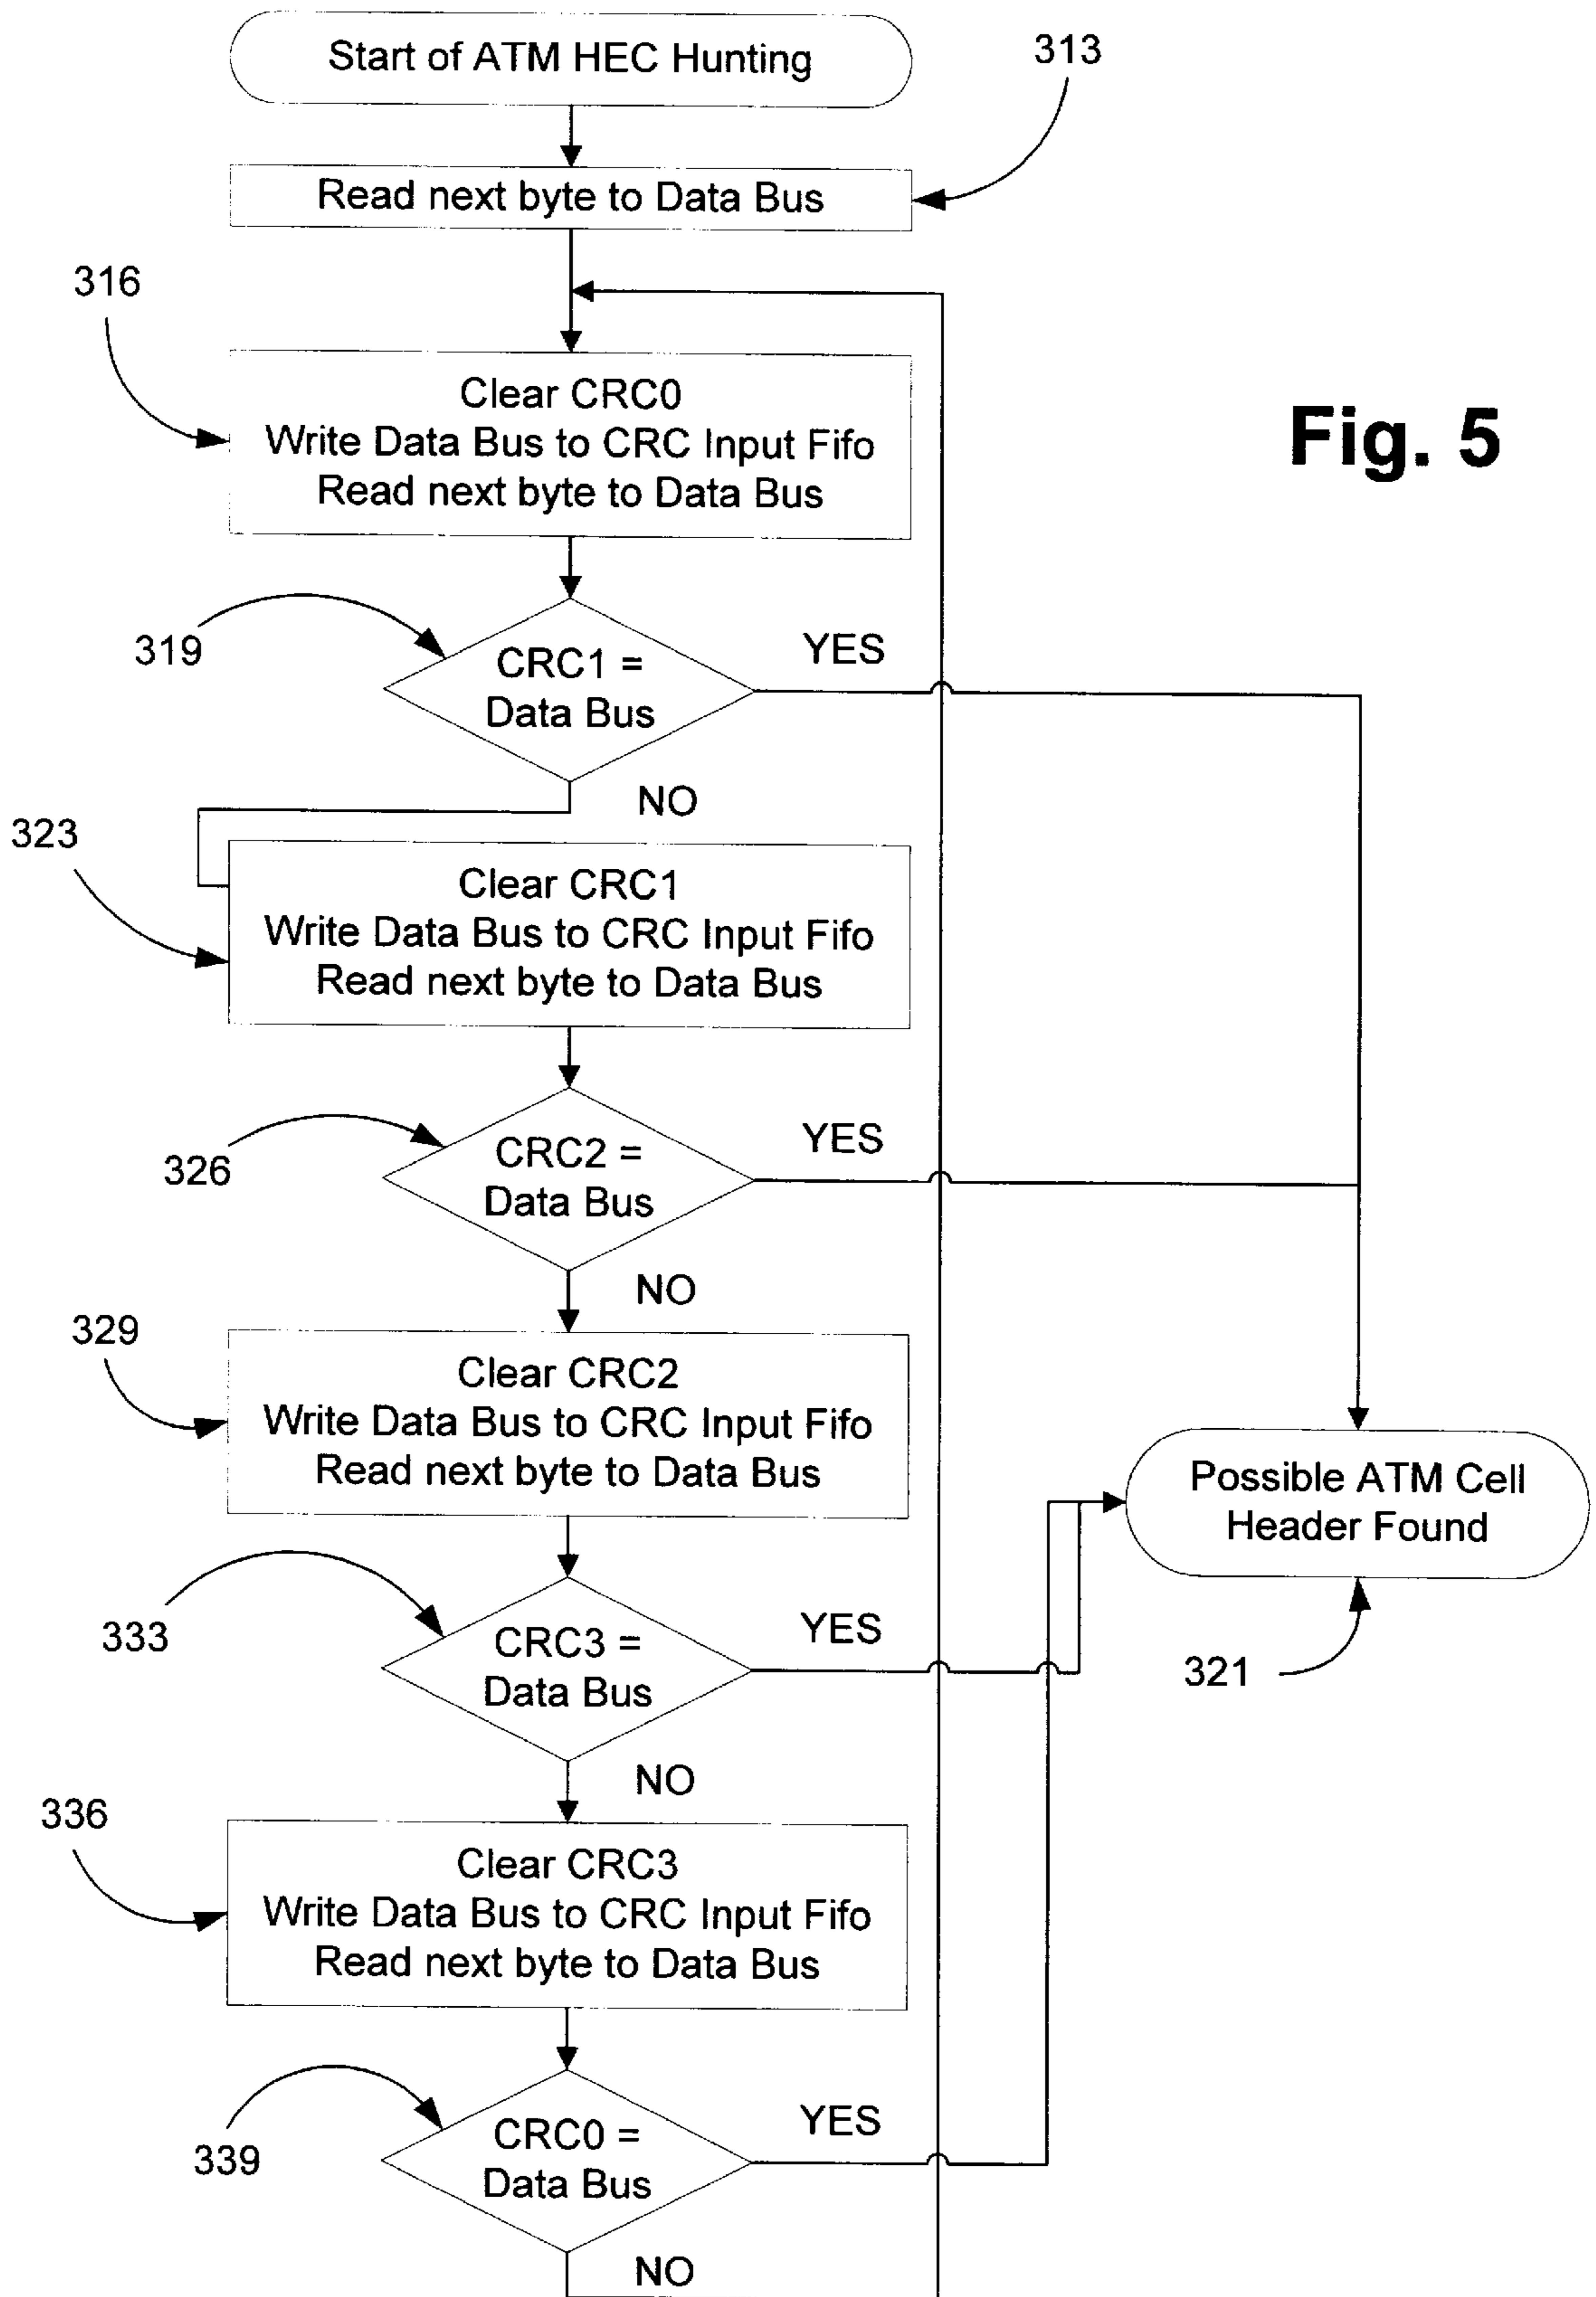 Start of ATM HEC Hunting
313
Read next byte to Data Bus
316
Clear CRC0
Write Data Bus to CRC Input Fifo
Read next byte to Data Bus
Fig. 5
319
CRC1 =
Data Bus
YES
NO
323
Clear CRC1
Write Data Bus to CRC Input Fifo
Read next byte to Data Bus
326
CRC2 =
Data Bus
YES
NO
329
Clear CRC2
Write Data Bus to CRC Input Fifo
Read next byte to Data Bus
Possible ATM Cell
Header Found
321
333
CRC3 =
Data Bus
YES
NO
336
Clear CRC3
Write Data Bus to CRC Input Fifo
Read next byte to Data Bus
339
CRC0 =
Data Bus
YES
NO